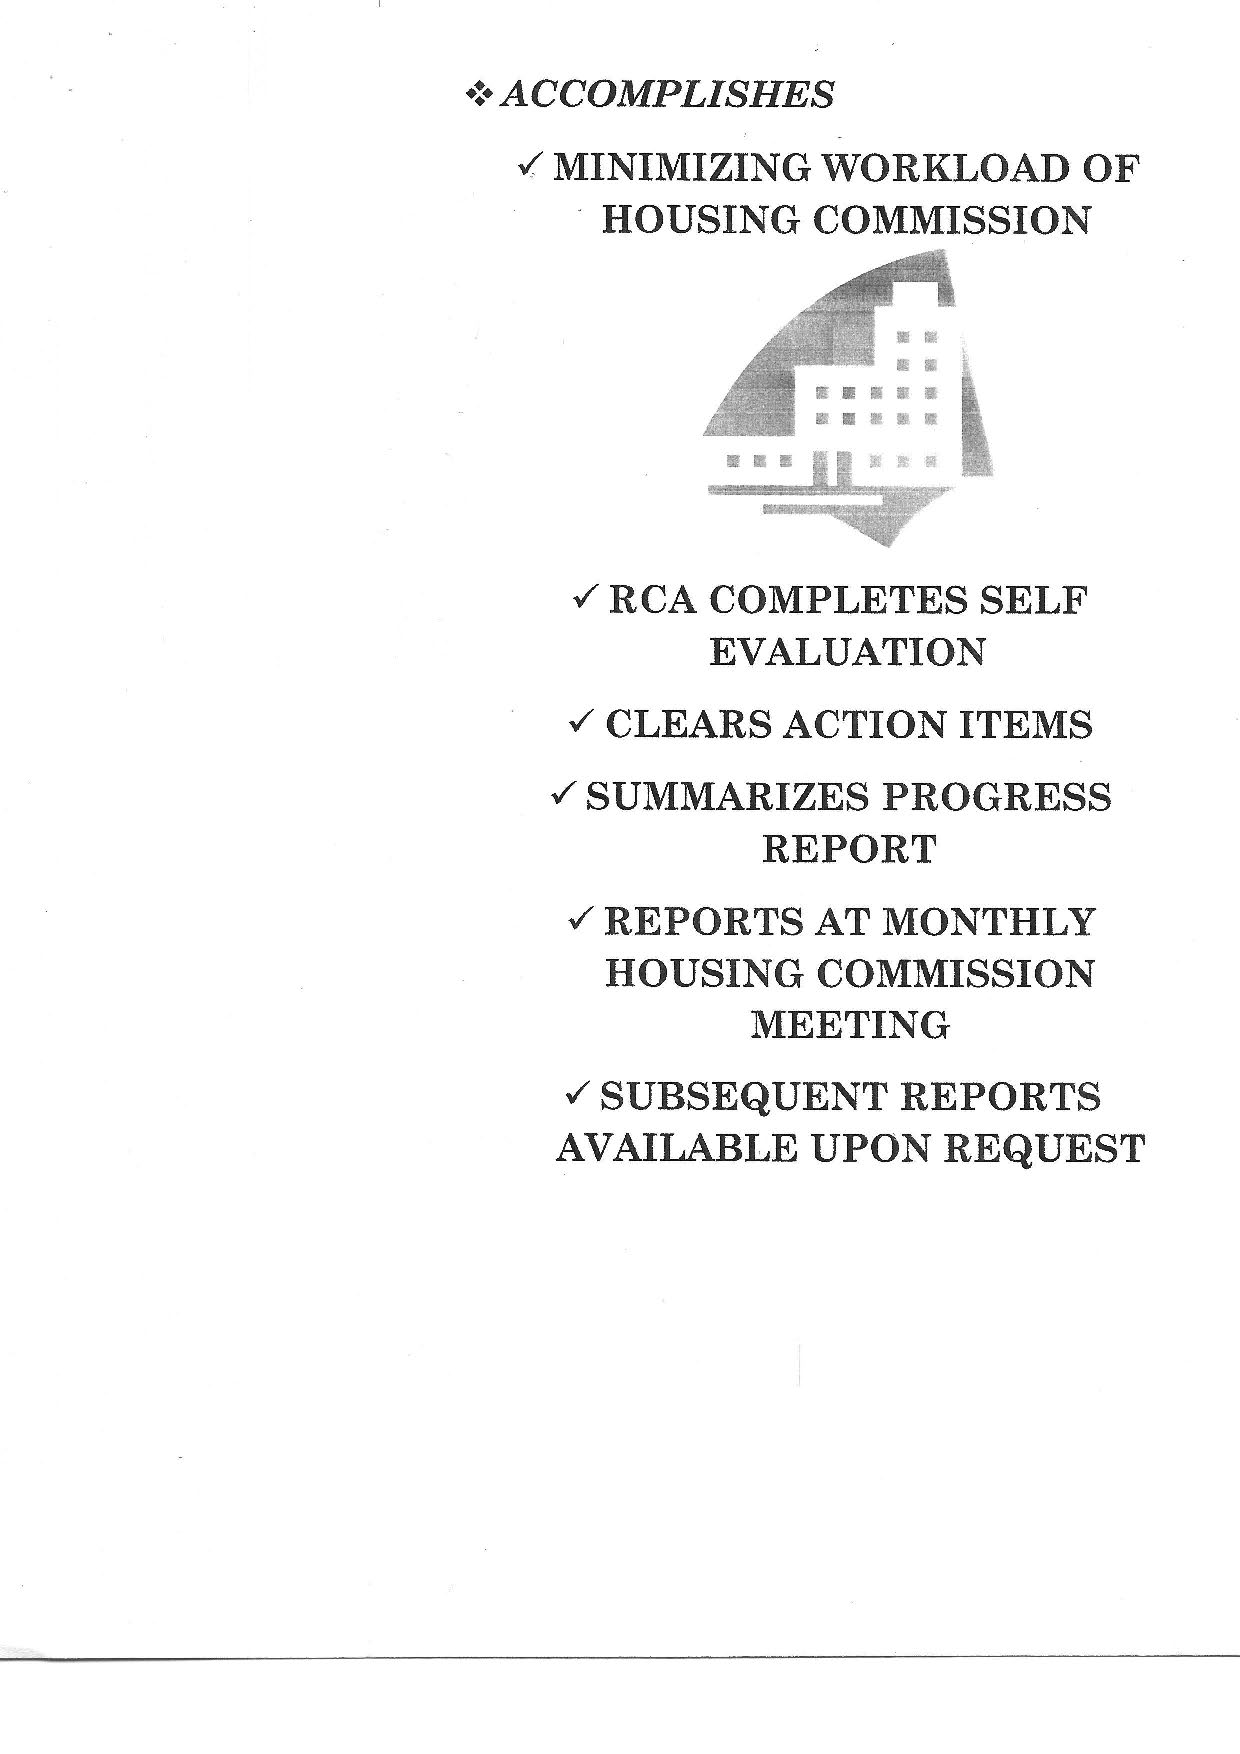 ❖ ACCOMPLISHES
✓ MINIMIZING WORKLOAD OF
HOUSING COMMISSION
✓ RCA COMPLETES SELF
EVALUATION
✓ CLEARS ACTION ITEMS
✓ SUMMARIZES PROGRESS
REPORT
✓ REPORTS AT MONTHLY
HOUSING COMMISSION
MEETING
✓ SUBSEQUENT REPORTS
AVAILABLE UPON REQUEST